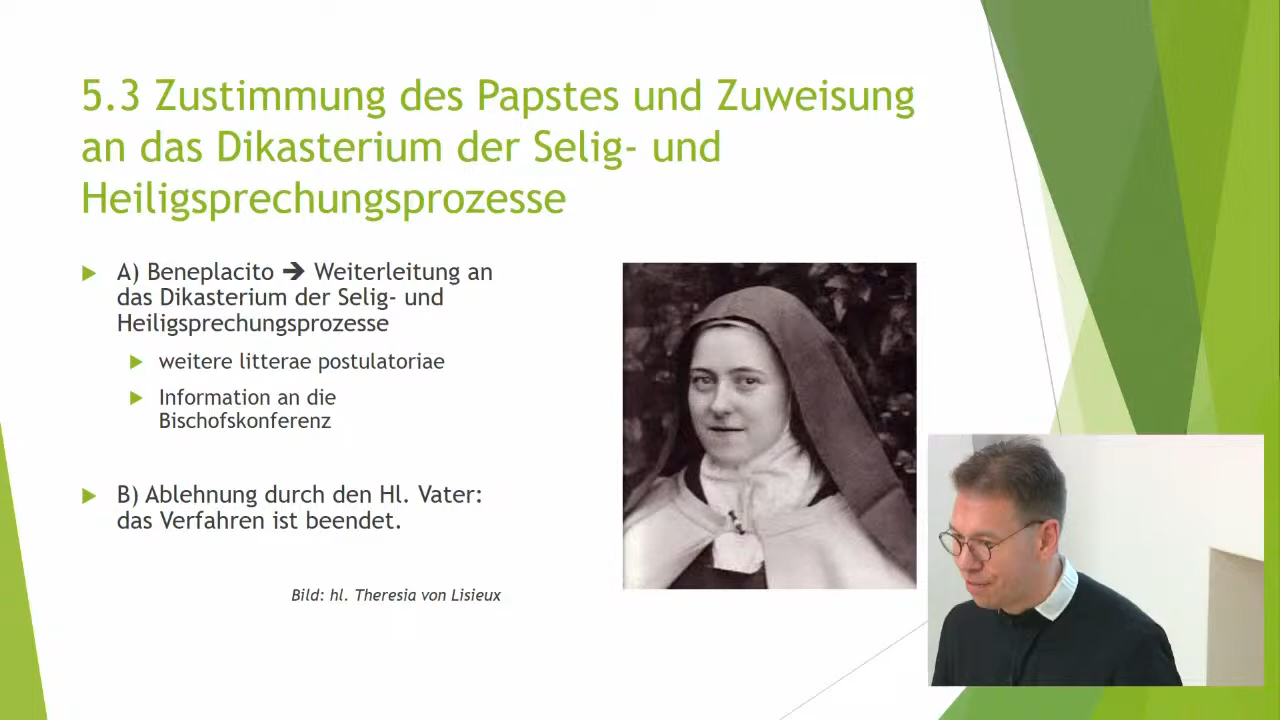 5.3 Zustimmung des Papstes und Zuweisung
an das Dikasterium der Selig- und
Heiligsprechungsprozesse
A) Beneplacito ➔ Weiterleitung an
das Dikasterium der Selig- und
Heiligsprechungsprozesse
weitere litterae postulatoriae
Information an die
Bischofskonferenz
B) Ablehnung durch den Hl. Vater:
das Verfahren ist beendet.
Bild: hl. Theresia von Lisieux